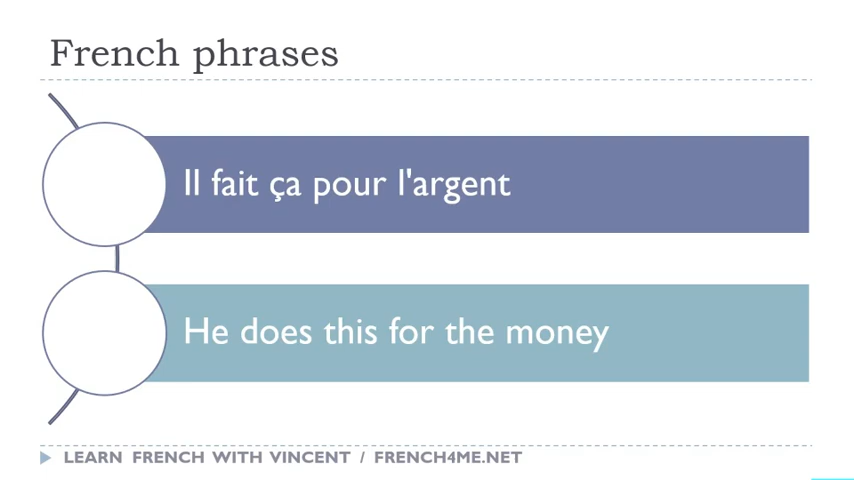 French phrases
Il fait ça pour l'argent
He does this for the money
LEARN FRENCH WITH VINCENT / FRENCH4ME.NET